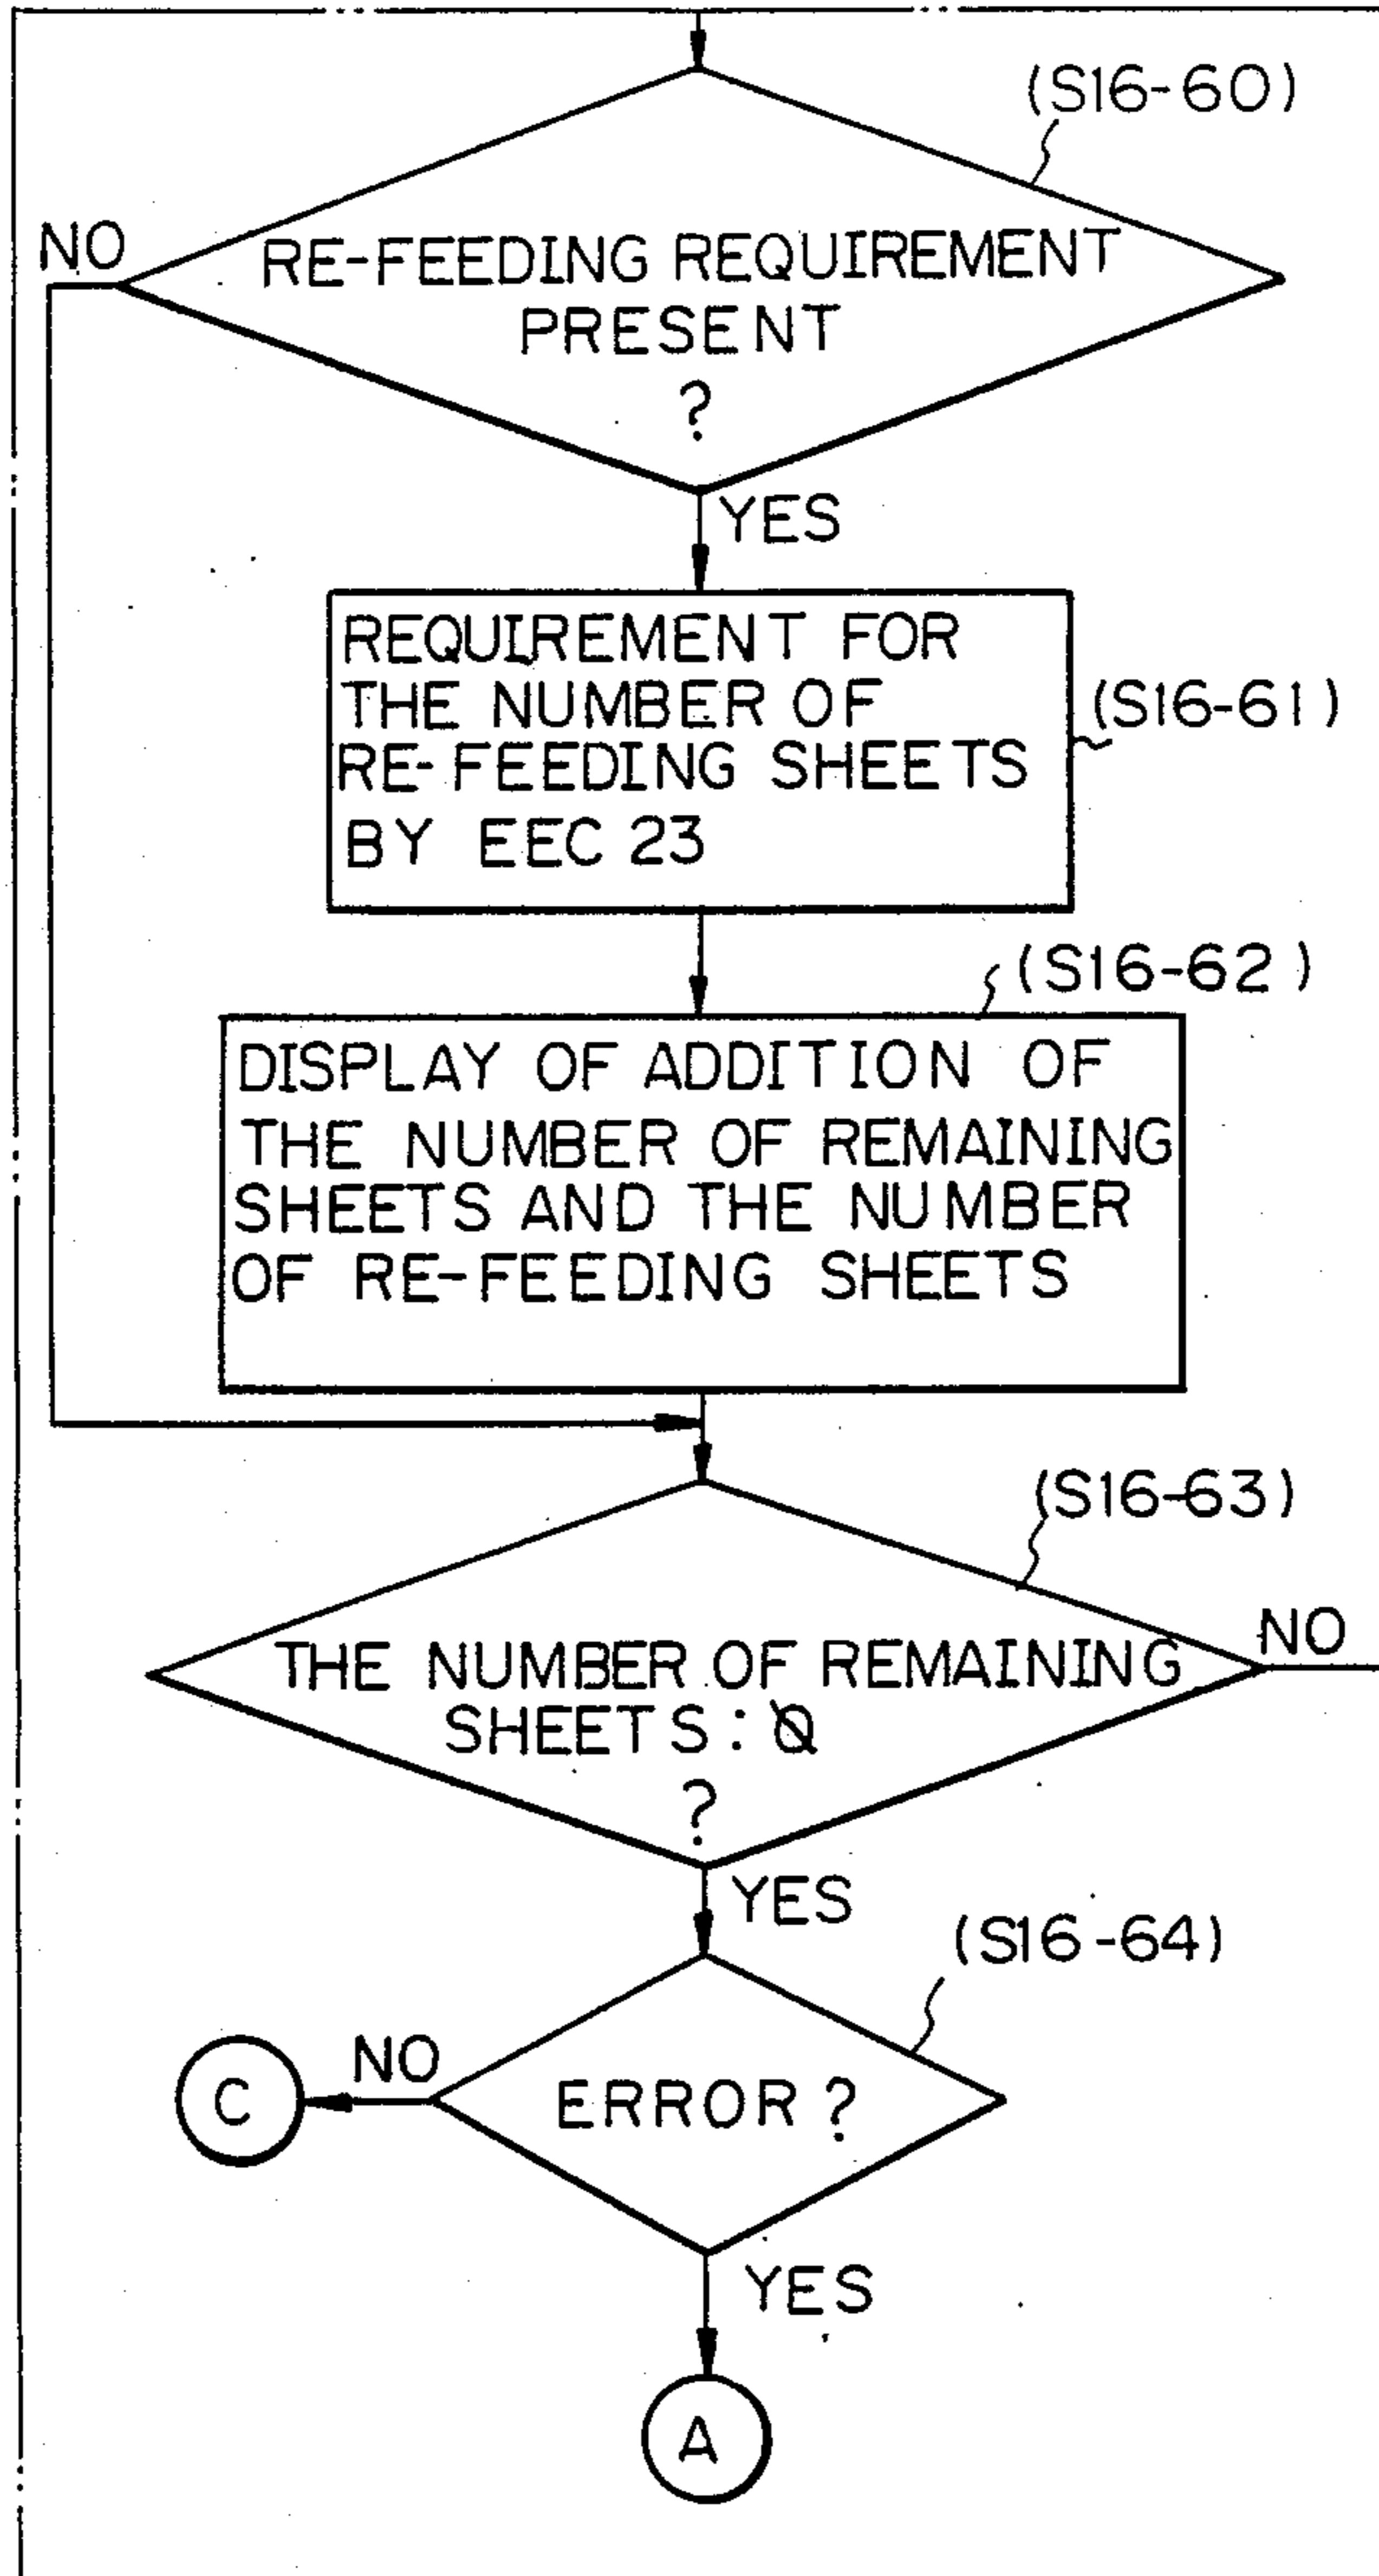 (S16-60)
NO
RE-FEEDING REQUIREMENT
PRESENT
?
YES
REQUIREMENT FOR
THE NUMBER OF
RE-FEEDING SHEETS
BY EEC 23
(S16-61)
(S16-62)
DISPLAY OF ADDITION OF
THE NUMBER OF REMAINING
SHEETS AND THE NUMBER
OF RE-FEEDING SHEETS
(S16-63)
THE NUMBER OF REMAINING
SHEETS : 0
?
NO
YES
(S16-64)
ERROR ?
NO
C
YES
A